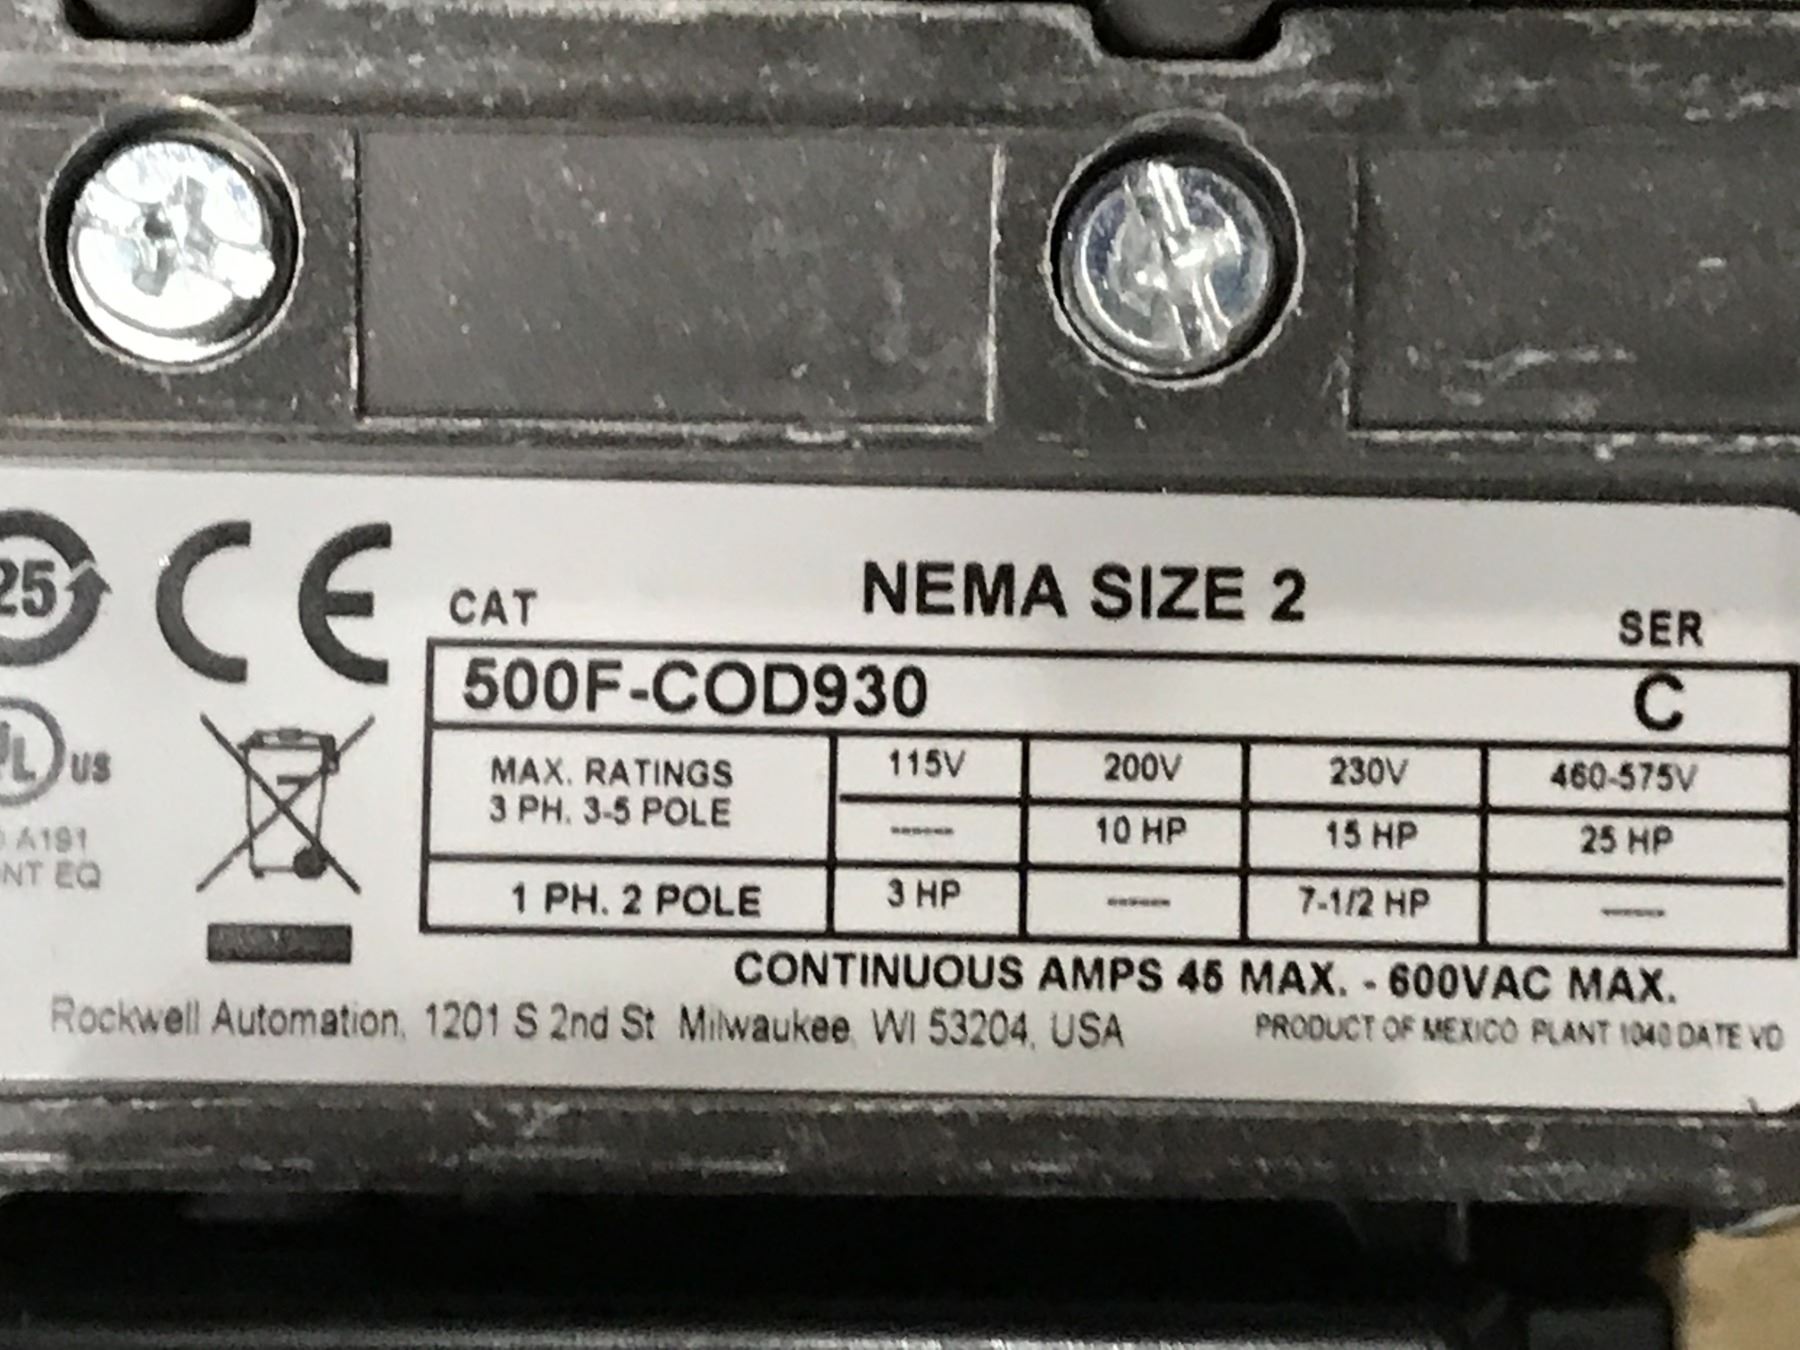 25
CE
CAT
NEMA SIZE 2
SER
500F-COD930
C
MAX. RATINGS
3 PH. 3-5 POLE
115V
200V
230V
460-575V
------
10 HP
15 HP
25 HP
1 PH. 2 POLE
3 HP
------
7-1/2 HP
------
UL US
A191
NT EQ
CONTINUOUS AMPS 45 MAX. - 600VAC MAX.
Rockwell Automation, 1201 S 2nd St Milwaukee, WI 53204, USA
PRODUCT OF MEXICO PLANT 1040 DATE VO